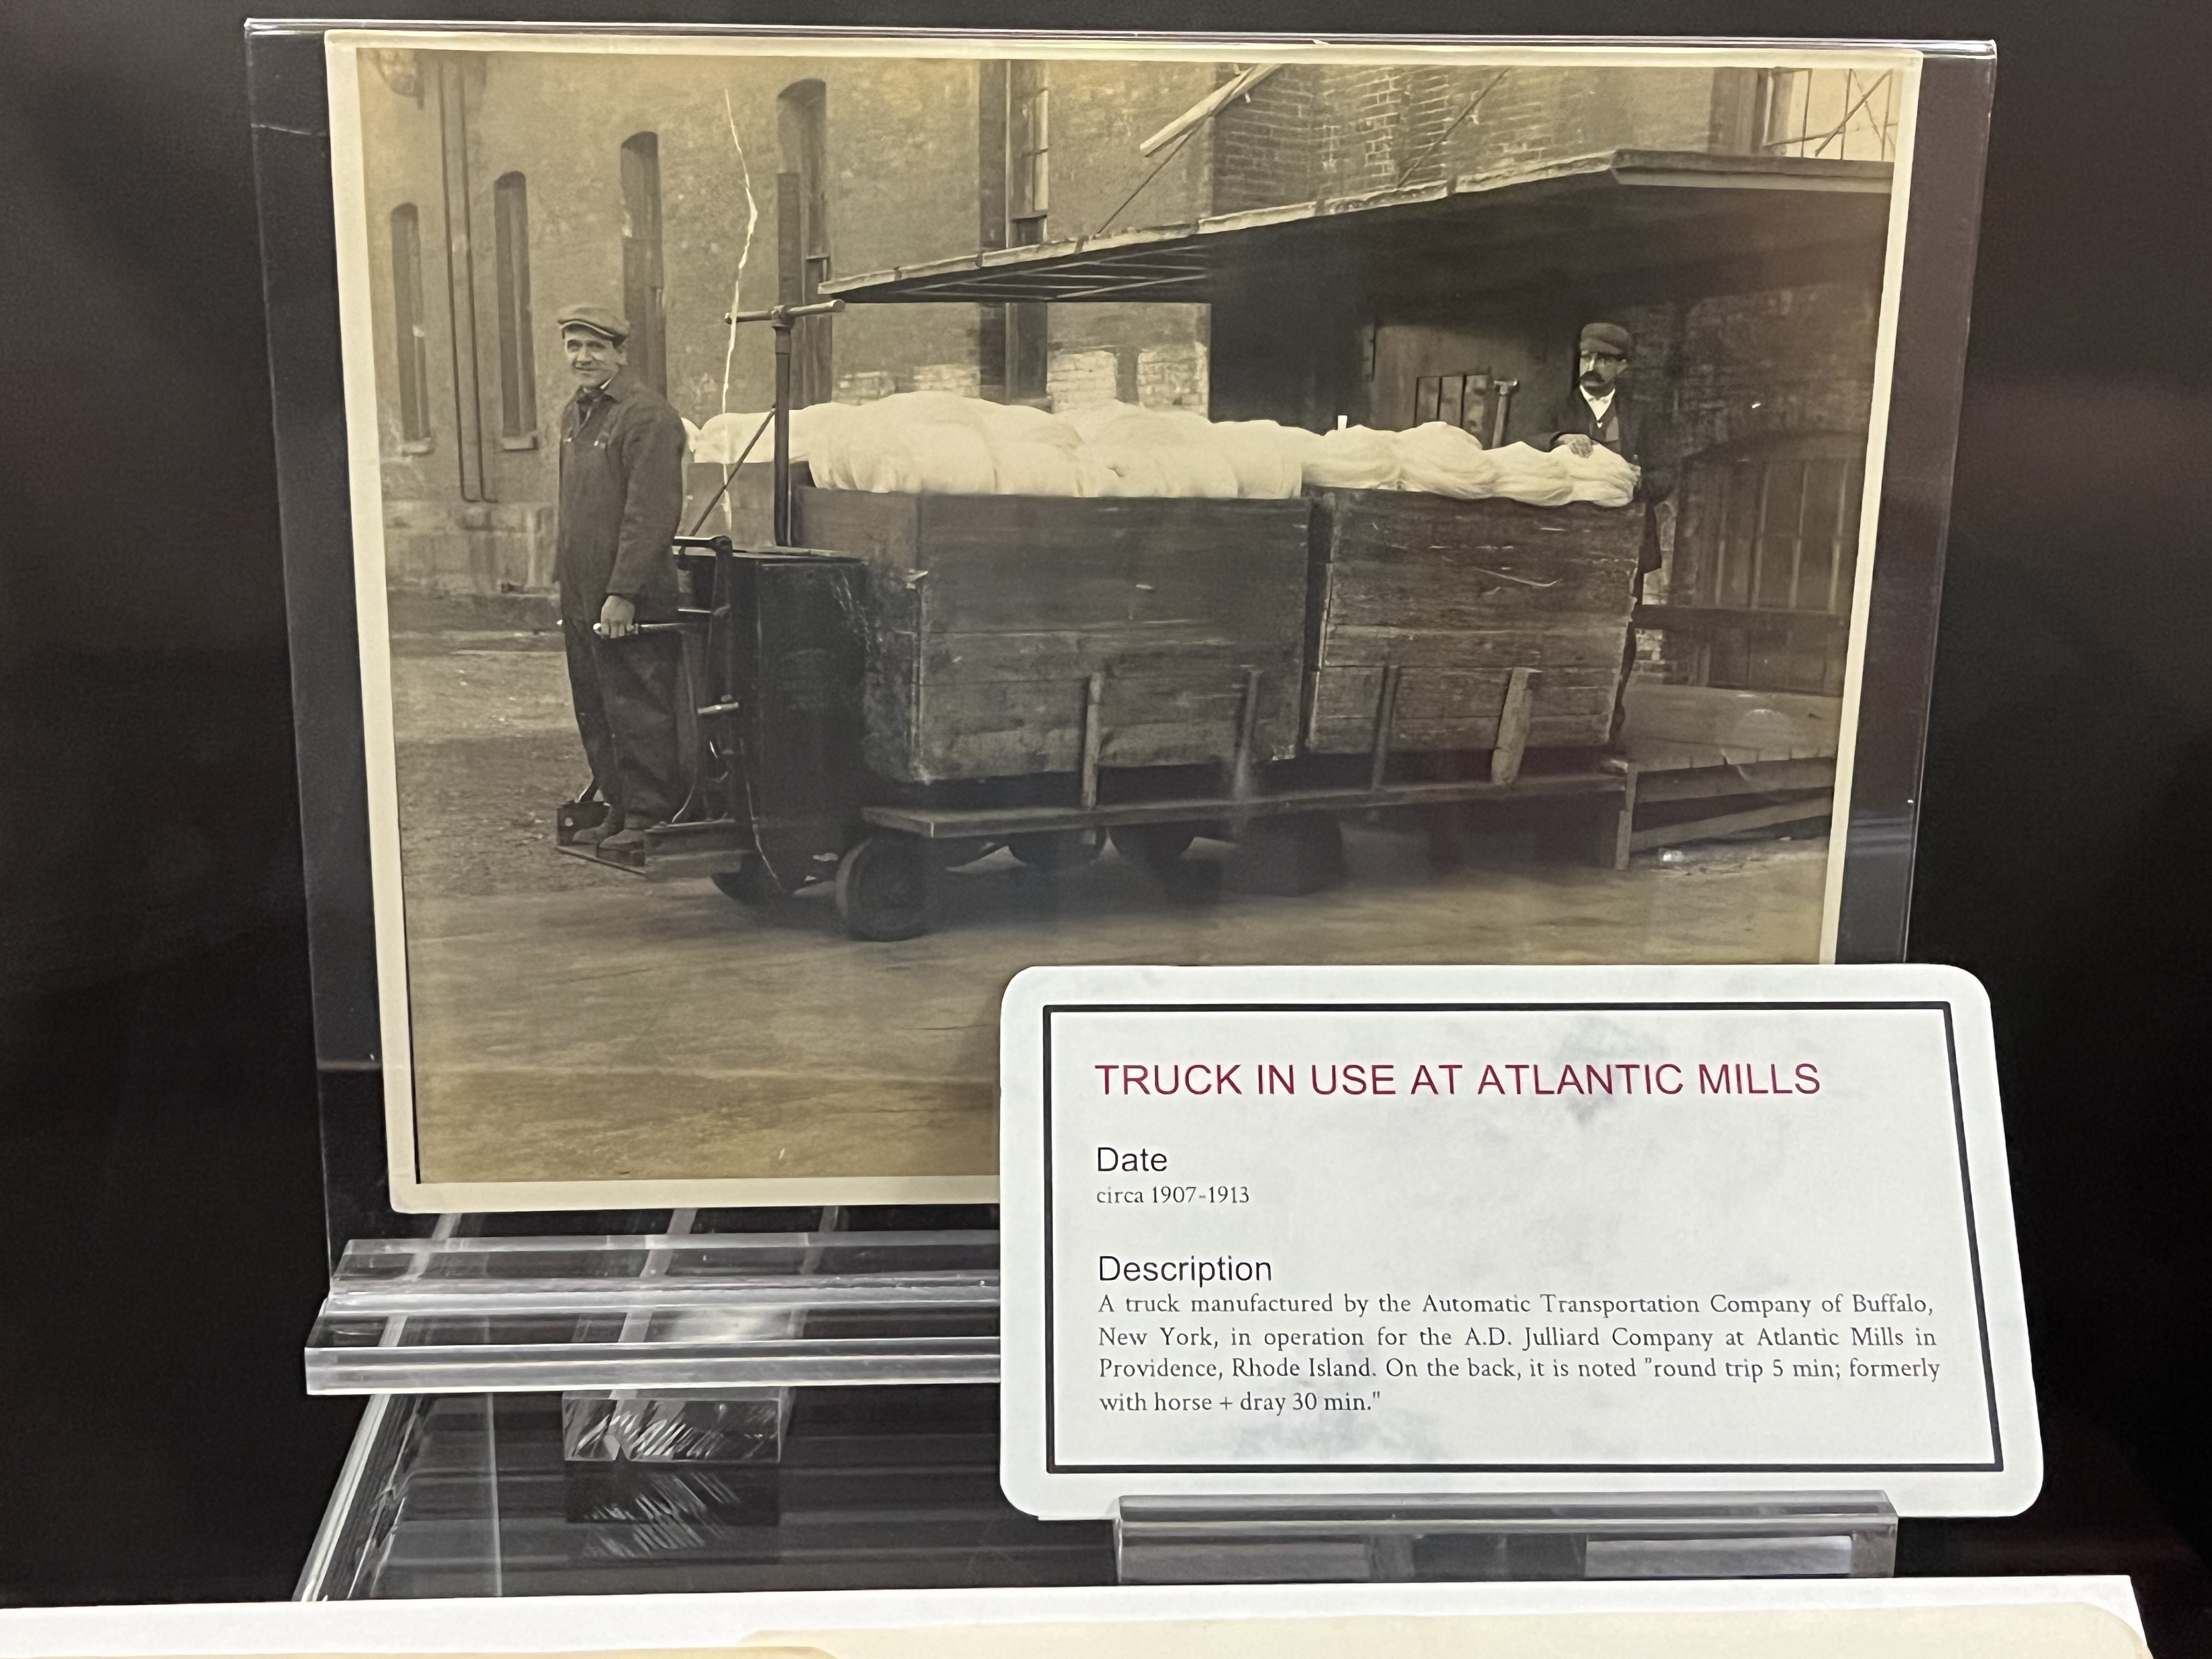 TRUCK IN USE AT ATLANTIC MILLS
Date
circa 1907-1913
Description
A truck manufactured by the Automatic Transportation Company of Buffalo,
New York, in operation for the A.D. Julliard Company at Atlantic Mills in
Providence, Rhode Island. On the back, it is noted "round trip 5 min; formerly
with horse + dray 30 min."